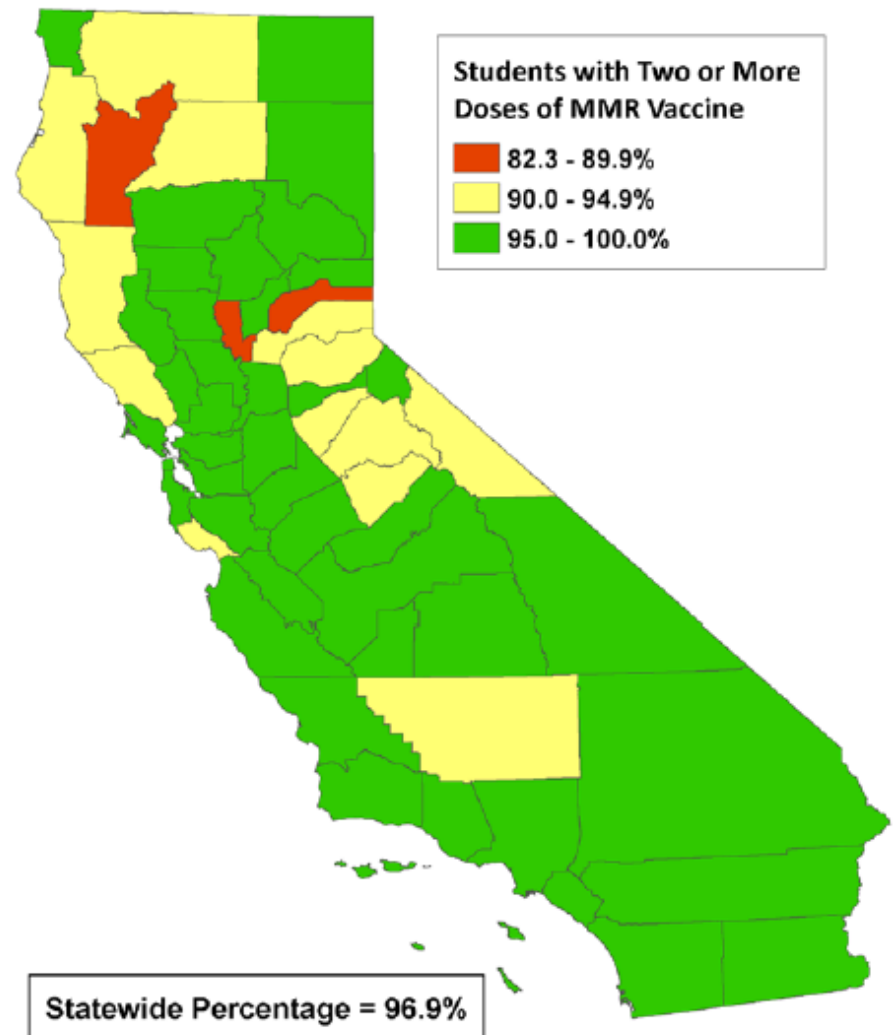 Students with Two or More
Doses of MMR Vaccine
82.3 - 89.9%
90.0 - 94.9%
95.0 - 100.0%
Statewide Percentage = 96.9%